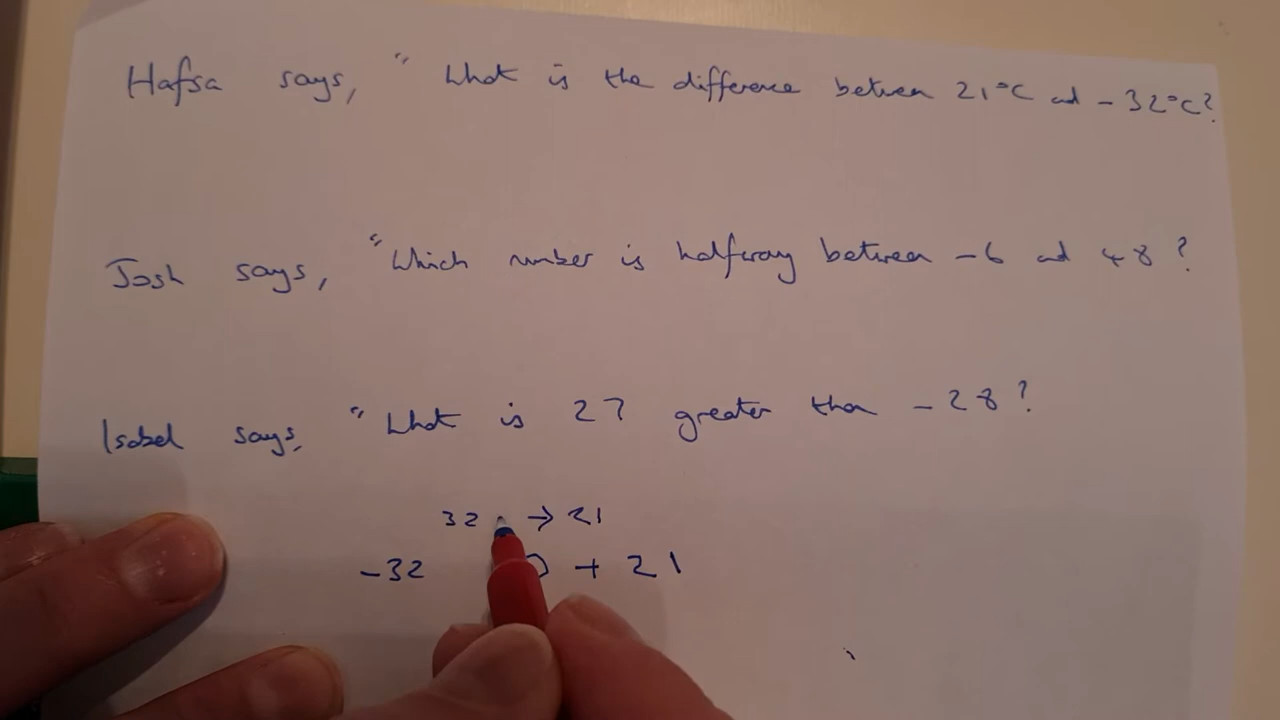 Hafsa says, " What is the difference between 21°C and -32°C?
Josh says, "Which number is halfway between -6 and 48?
Isobel says, "What is 27 greater than -28?
32 → 21
-32 0 + 21